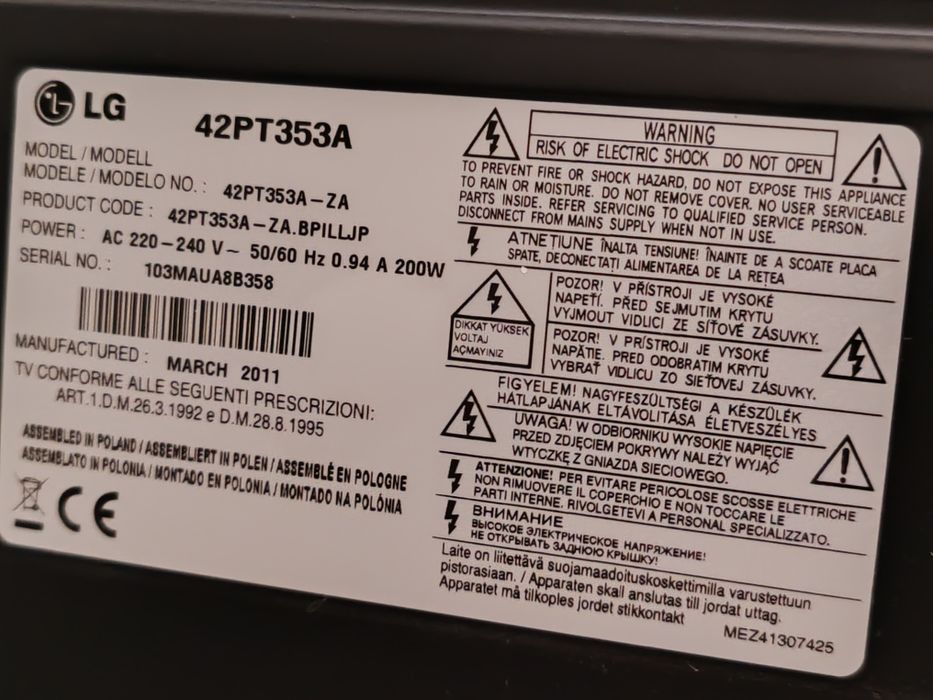 LG
42PT353A
MODEL / MODELL
MODELE / MODELO NO. : 42PT353A-ZA
PRODUCT CODE : 42PT353A-ZA.BPILLJP
POWER : AC 220-240 V~ 50/60 Hz 0.94 A 200W
SERIAL NO. : 103MAUA8B358
MANUFACTURED : MARCH 2011
TV CONFORME ALLE SEGUENTI PRESCRIZIONI:
ART.1.D.M.26.3.1992 e D.M.28.8.1995
ASSEMBLED IN POLAND / ASSEMBLIERT IN POLEN / ASSEMBLÉ EN POLOGNE
ASSEMBLATO IN POLONIA / MONTADO EN POLONIA / MONTADO NA POLÓNIA
CE
WARNING
RISK OF ELECTRIC SHOCK DO NOT OPEN
TO PREVENT FIRE OR SHOCK HAZARD, DO NOT EXPOSE THIS APPLIANCE
TO RAIN OR MOISTURE. DO NOT REMOVE COVER. NO USER SERVICEABLE
PARTS INSIDE. REFER SERVICING TO QUALIFIED SERVICE PERSON.
DISCONNECT FROM MAINS SUPPLY WHEN NOT IN USE.
ATNEȚIUNE ÎNALTA TENSIUNE! ÎNAINTE DE A SCOATE PLACA
SPATE, DECONECTAȚI ALIMENTAREA DE LA REȚEA
DIKKAT YÜKSEK
VOLTAJ
AÇMAYINIZ
POZOR! V PŘÍSTROJI JE VYSOKÉ
NAPETÍ. PŘED SEJMUTIM KRYTU
VYJMOUT VIDLICI ZE SÍŤOVÉ ZÁSUVKY.
POZOR! V PRÍSTROJI JE VYSOKÉ
NAPÄTIE. PRED ODOBRATIM KRYTU
VYBRAŤ VIDLICU ZO SIEŤOVEJ ZÁSUVKY.
FIGYELEM! NAGYFESZÜLTSÉGI A KÉSZÜLÉK
HÁTLAPJÁNAK ELTÁVOLITÁSA ÉLETVESZÉLYES
UWAGA! W ODBIORNIKU WYSOKIE NAPIĘCIE
PRZED ZDJĘCIEM POKRYWY NALEŻY WYJĄĆ
WTYCZKĘ Z GNIAZDA SIECIOWEGO.
ATTENZIONE! PER EVITARE PERICOLOSE SCOSSE ELETTRICHE
NON RIMUOVERE IL COPERCHIO E NON TOCCARE LE
PARTI INTERNE. RIVOLGETEVI A PERSONAL SPECIALIZZATO.
ВНИМАНИЕ
ВЫСОКОЕ ЭЛЕКТРИЧЕСКОЕ НАПРЯЖЕНИЕ!
НЕ ОТКРЫВАТЬ ЗАДНЮЮ КРЫШКУ!
Laite on liitettävä suojamaadoituskoskettimilla varustettuun
pistorasiaan. / Apparaten skall anslutas till jordat uttag.
Apparatet må tilkoples jordet stikkontakt
MEZ41307425